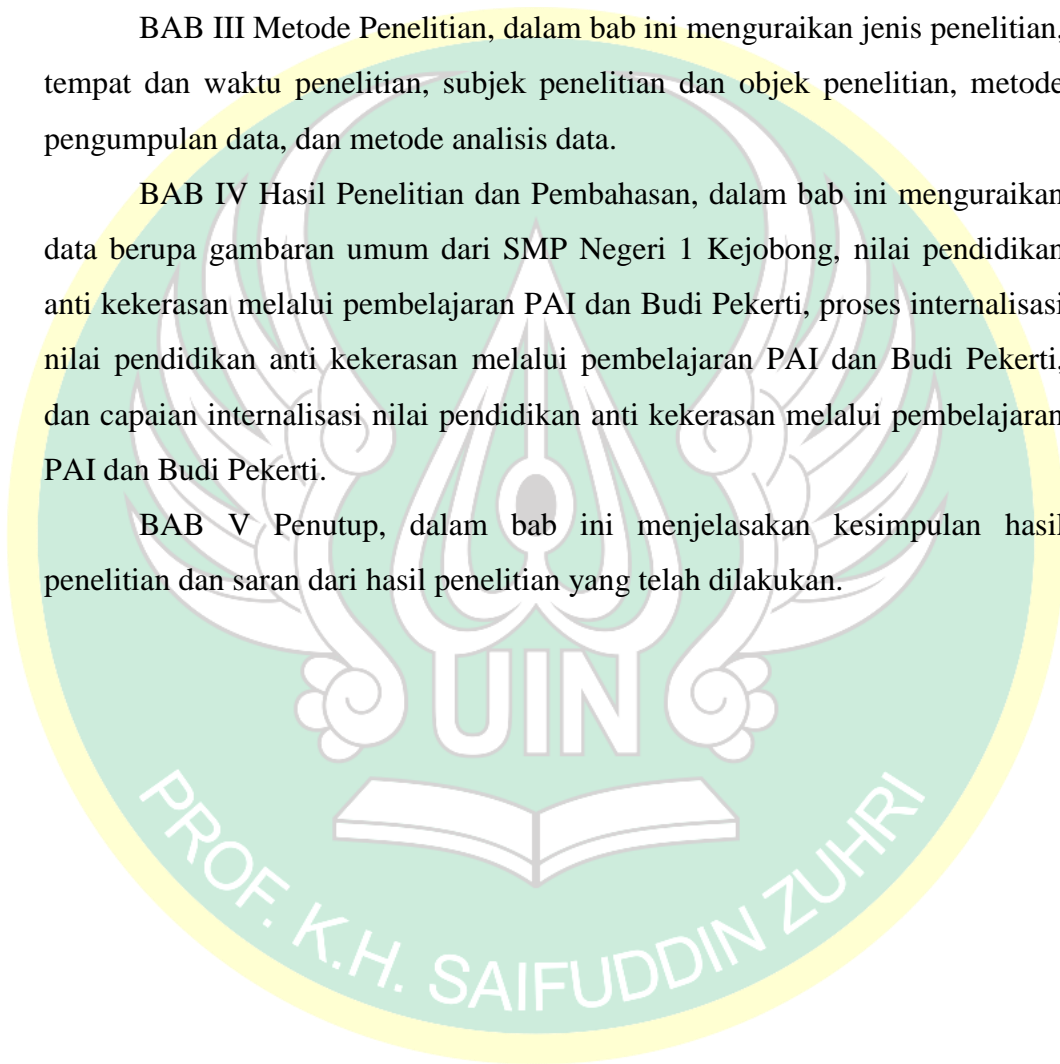 BAB III Metode Penelitian, dalam bab ini menguraikan jenis penelitian,
tempat dan waktu penelitian, subjek penelitian dan objek penelitian, metode
pengumpulan data, dan metode analisis data.
BAB IV Hasil Penelitian dan Pembahasan, dalam bab ini menguraikan
data berupa gambaran umum dari SMP Negeri 1 Kejobong, nilai pendidikan
anti kekerasan melalui pembelajaran PAI dan Budi Pekerti, proses internalisasi
nilai pendidikan anti kekerasan melalui pembelajaran PAI dan Budi Pekerti,
dan capaian internalisasi nilai pendidikan anti kekerasan melalui pembelajaran
PAI dan Budi Pekerti.
BAB V Penutup, dalam bab ini menjelasakan kesimpulan hasil
penelitian dan saran dari hasil penelitian yang telah dilakukan.
UIN
PROF. K.H. SAIFUDDIN ZUHRI